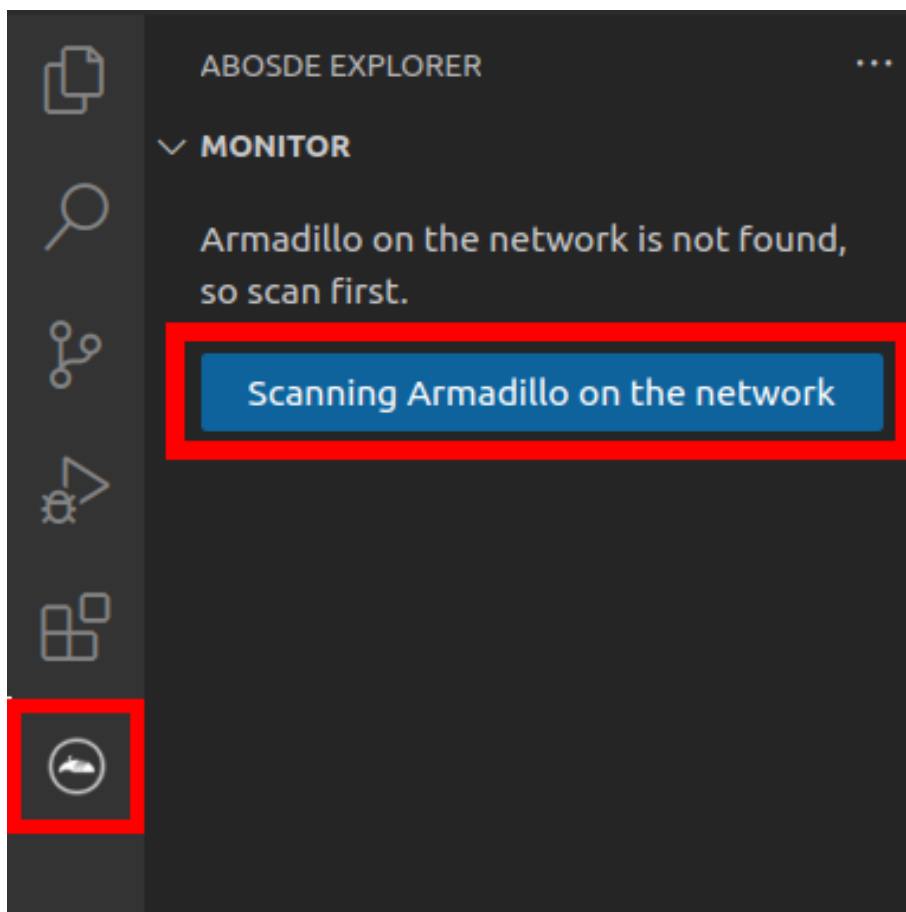 ABOSDE EXPLORER
MONITOR
Armadillo on the network is not found,
so scan first.
Scanning Armadillo on the network